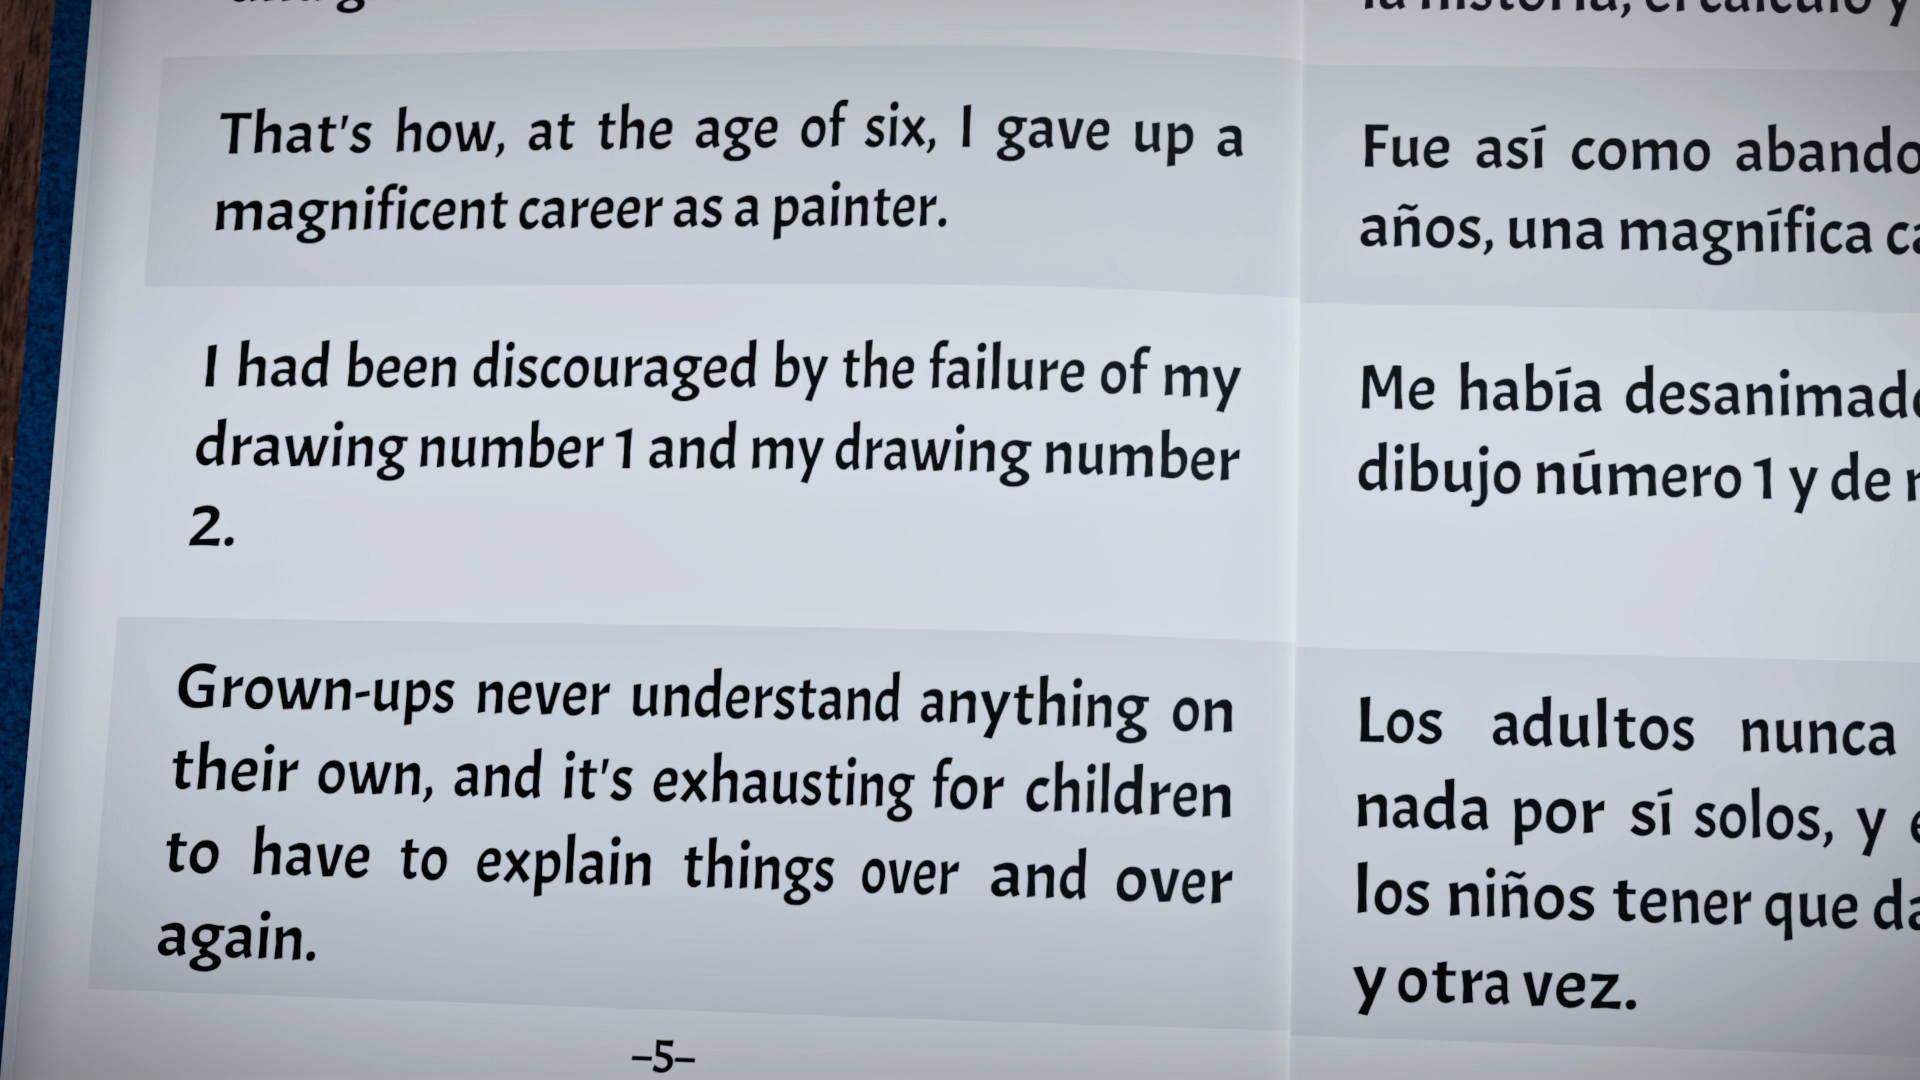 That's how, at the age of six, I gave up a
magnificent career as a painter.
I had been discouraged by the failure of my
drawing number 1 and my drawing number
2.
Grown-ups never understand anything on
their own, and it's exhausting for children
to have to explain things over and over
again.
–5–
la historia, el cálculo y
Fue así como
años, una magnífica
Me había
dibujo número 1 y de
Los adultos nunca
nada por sí solos, y
los niños tener que
y otra vez.